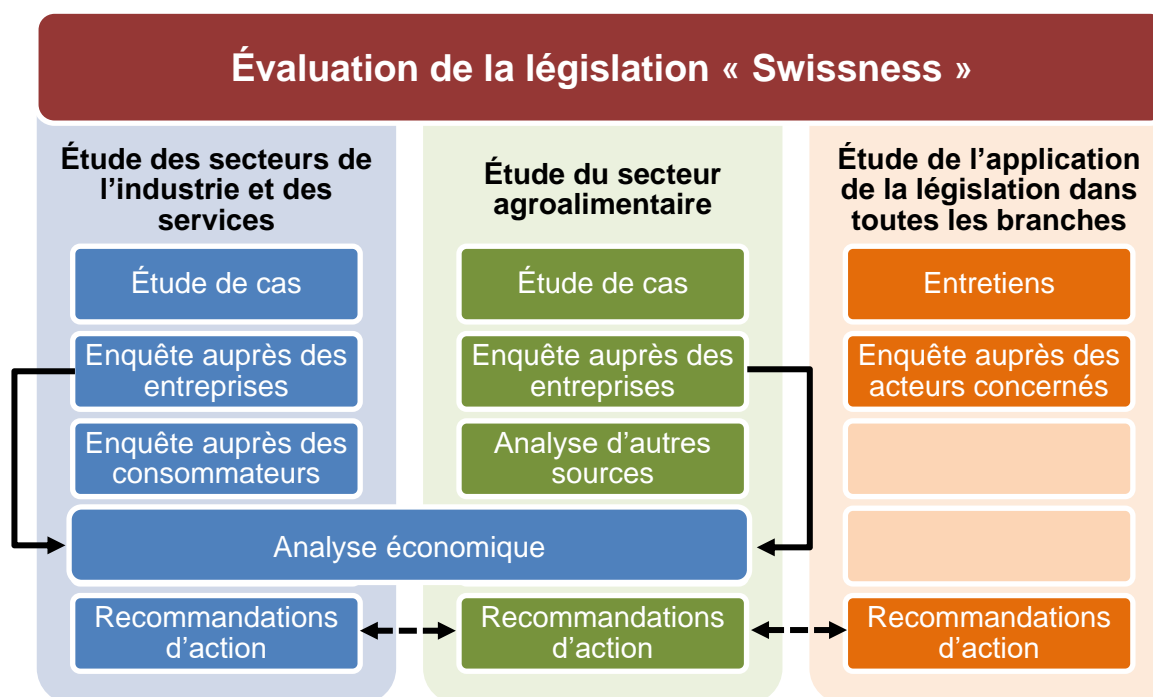 Évaluation de la législation « Swissness »
Étude des secteurs de
l’industrie et des
services
Étude de cas
Enquête auprès des
entreprises
Enquête auprès des
consommateurs
Étude du secteur
agroalimentaire
Étude de cas
Enquête auprès des
entreprises
Analyse d’autres
sources
Étude de l’application
de la législation dans
toutes les branches
Entretiens
Enquête auprès des
acteurs concernés
Analyse économique
Recommandations
d’action
Recommandations
d’action
Recommandations
d’action